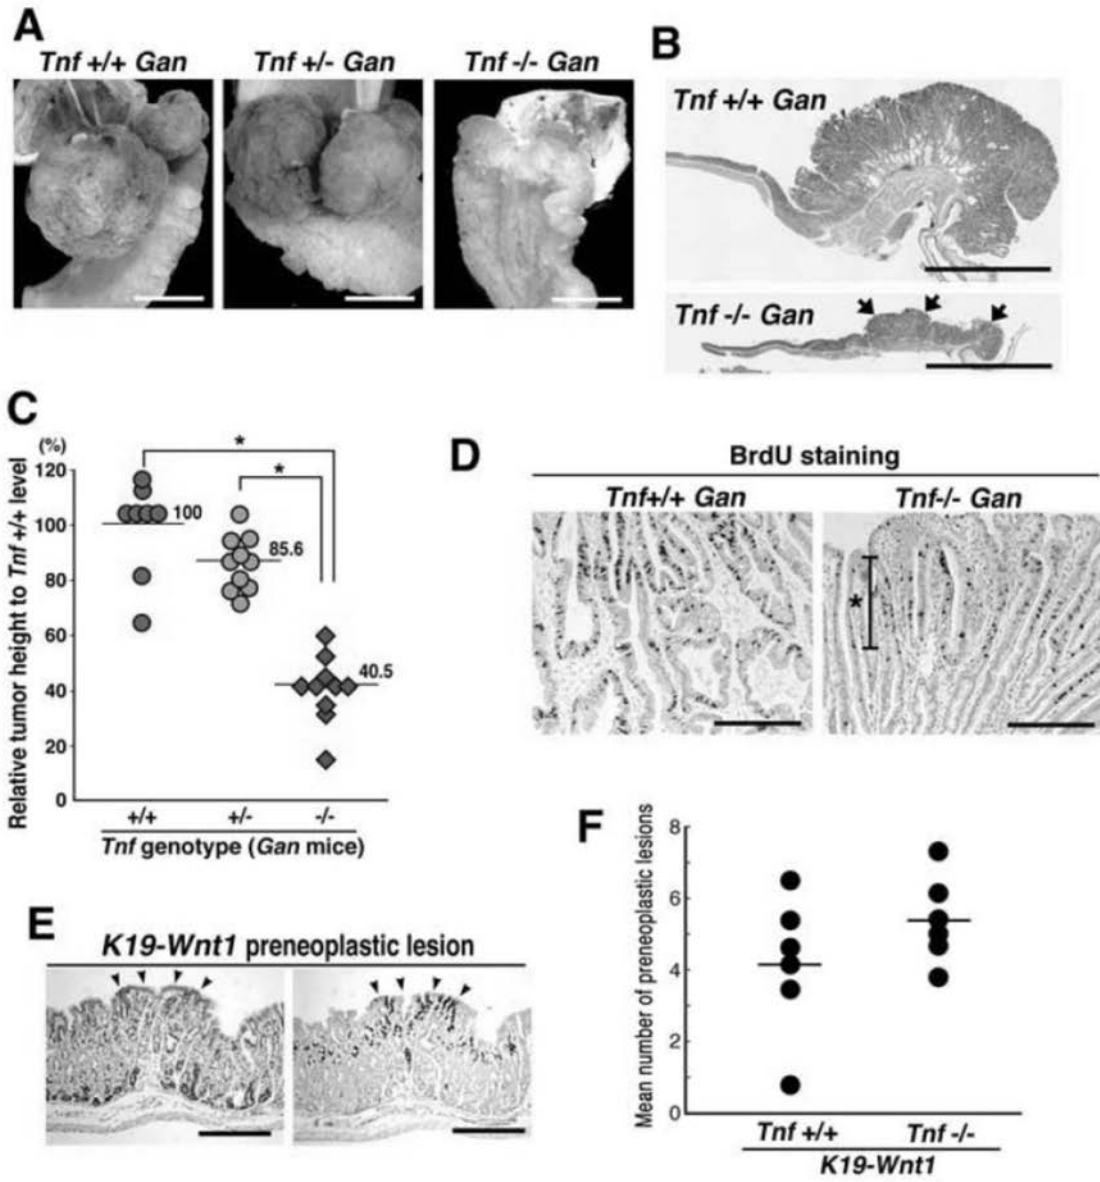 A
Tnf +/+ Gan
Tnf +/- Gan
Tnf -/- Gan
B
Tnf +/+ Gan
Tnf -/- Gan
C
(%)
120
100
80
60
40
20
0
Relative tumor height to Tnf +/+ level
*
*
100
85.6
40.5
+/+
+/-
-/-
Tnf genotype (Gan mice)
D
BrdU staining
Tnf+/+ Gan
Tnf-/- Gan
*
E
K19-Wnt1 preneoplastic lesion
F
Mean number of preneoplastic lesions
8
6
4
2
0
Tnf +/+
Tnf -/-
K19-Wnt1